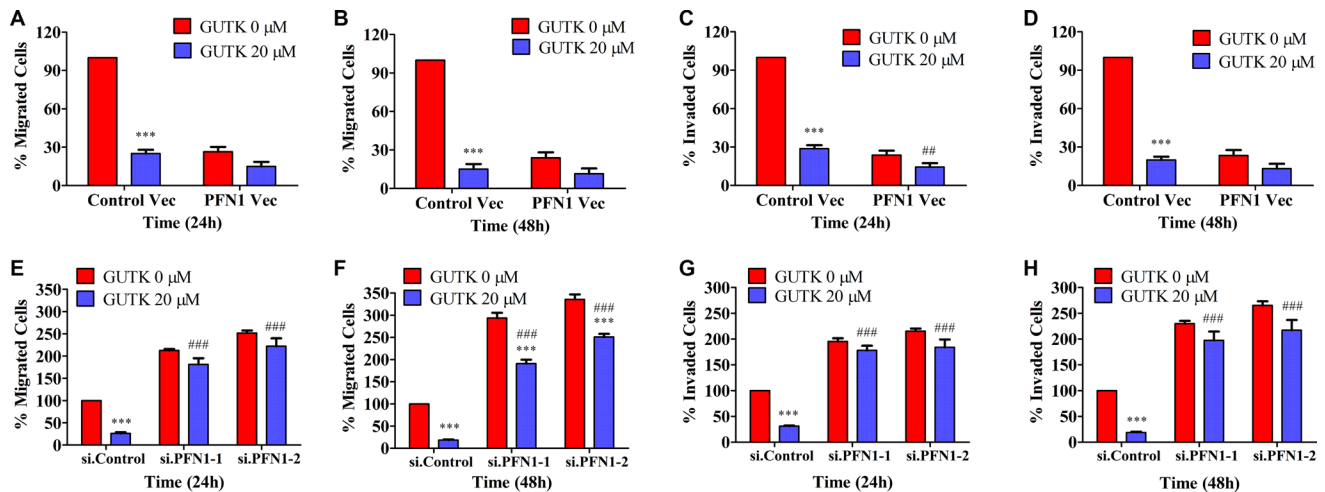 A
GUTK 0 μM
GUTK 20 μM
% Migrated Cells
120
90
60
30
0
***
Control Vec
PFN1 Vec
Time (24h)
B
GUTK 0 μM
GUTK 20 μM
% Migrated Cells
120
90
60
30
0
***
Control Vec
PFN1 Vec
Time (48h)
C
GUTK 0 μM
GUTK 20 μM
% Invaded Cells
120
90
60
30
0
***
##
Control Vec
PFN1 Vec
Time (24h)
D
GUTK 0 μM
GUTK 20 μM
% Invaded Cells
120
90
60
30
0
***
Control Vec
PFN1 Vec
Time (48h)
E
GUTK 0 μM
GUTK 20 μM
% Migrated Cells
350
300
250
200
150
100
50
0
***
###
###
si.Control
si.PFN1-1
si.PFN1-2
Time (24h)
F
GUTK 0 μM
GUTK 20 μM
% Migrated Cells
350
300
250
200
150
100
50
0
***
###
***
###
***
si.Control
si.PFN1-1
si.PFN1-2
Time (48h)
G
GUTK 0 μM
GUTK 20 μM
% Invaded Cells
300
250
200
150
100
50
0
***
###
###
si.Control
si.PFN1-1
si.PFN1-2
Time (24h)
H
GUTK 0 μM
GUTK 20 μM
% Invaded Cells
300
250
200
150
100
50
0
***
###
###
si.Control
si.PFN1-1
si.PFN1-2
Time (48h)